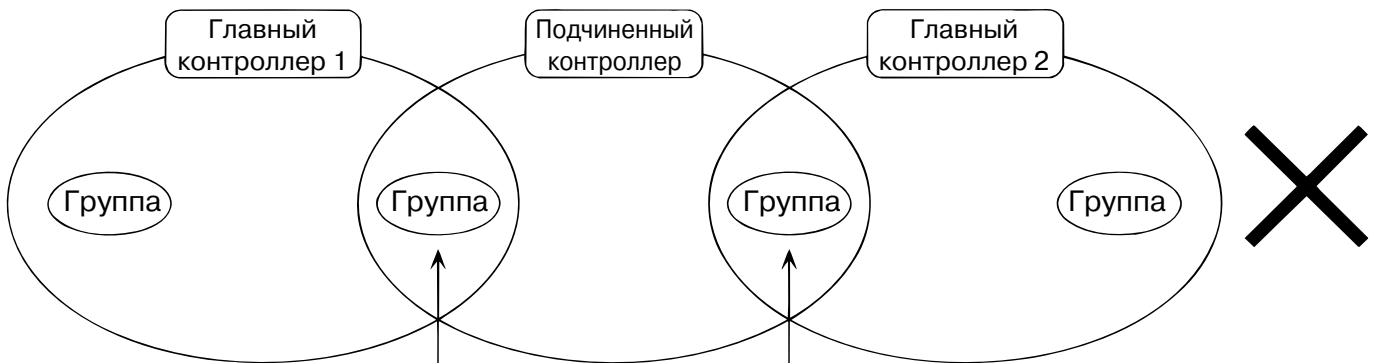 Главный
контроллер 1
Подчиненный
контроллер
Главный
контроллер 2
Группа
Группа
Группа
Группа